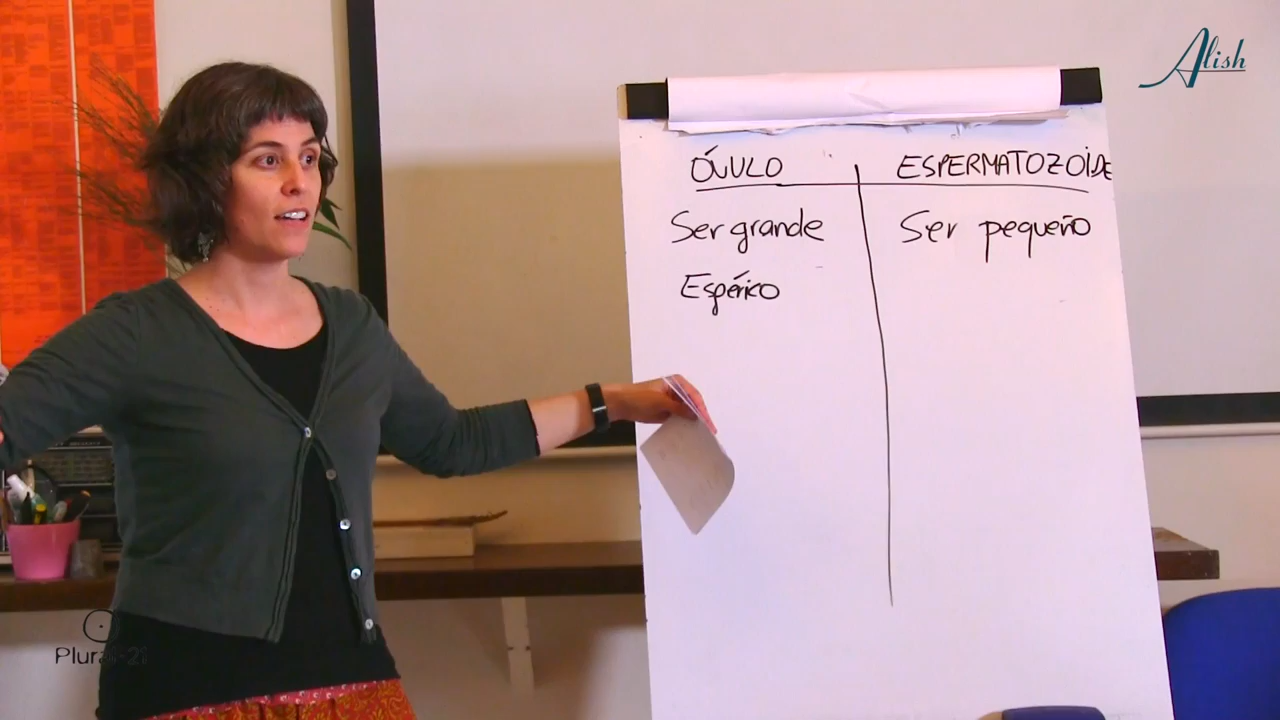 Alish
ÓVULO ESPERMATOZOIDE
Ser grande Ser pequeño
Espérico
Plural-21